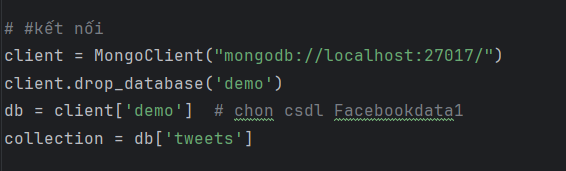 # #kết nối
client = MongoClient("mongodb://localhost:27017/")
client.drop_database('demo')
db = client['demo']  # chon csdl Facebookdata1
collection = db['tweets']